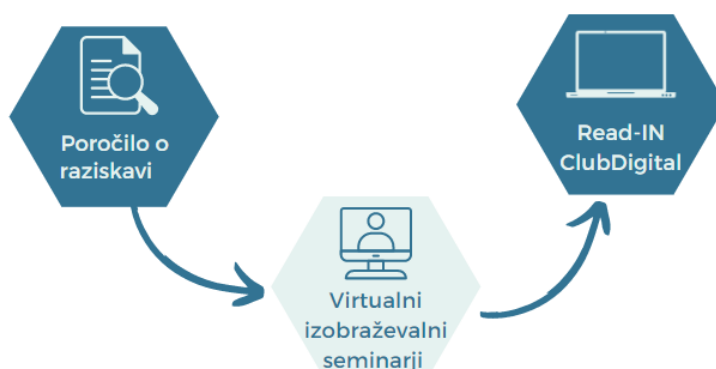 Poročilo o
raziskavi
Read-IN
ClubDigital
Virtualni
izobraževalni
seminarji